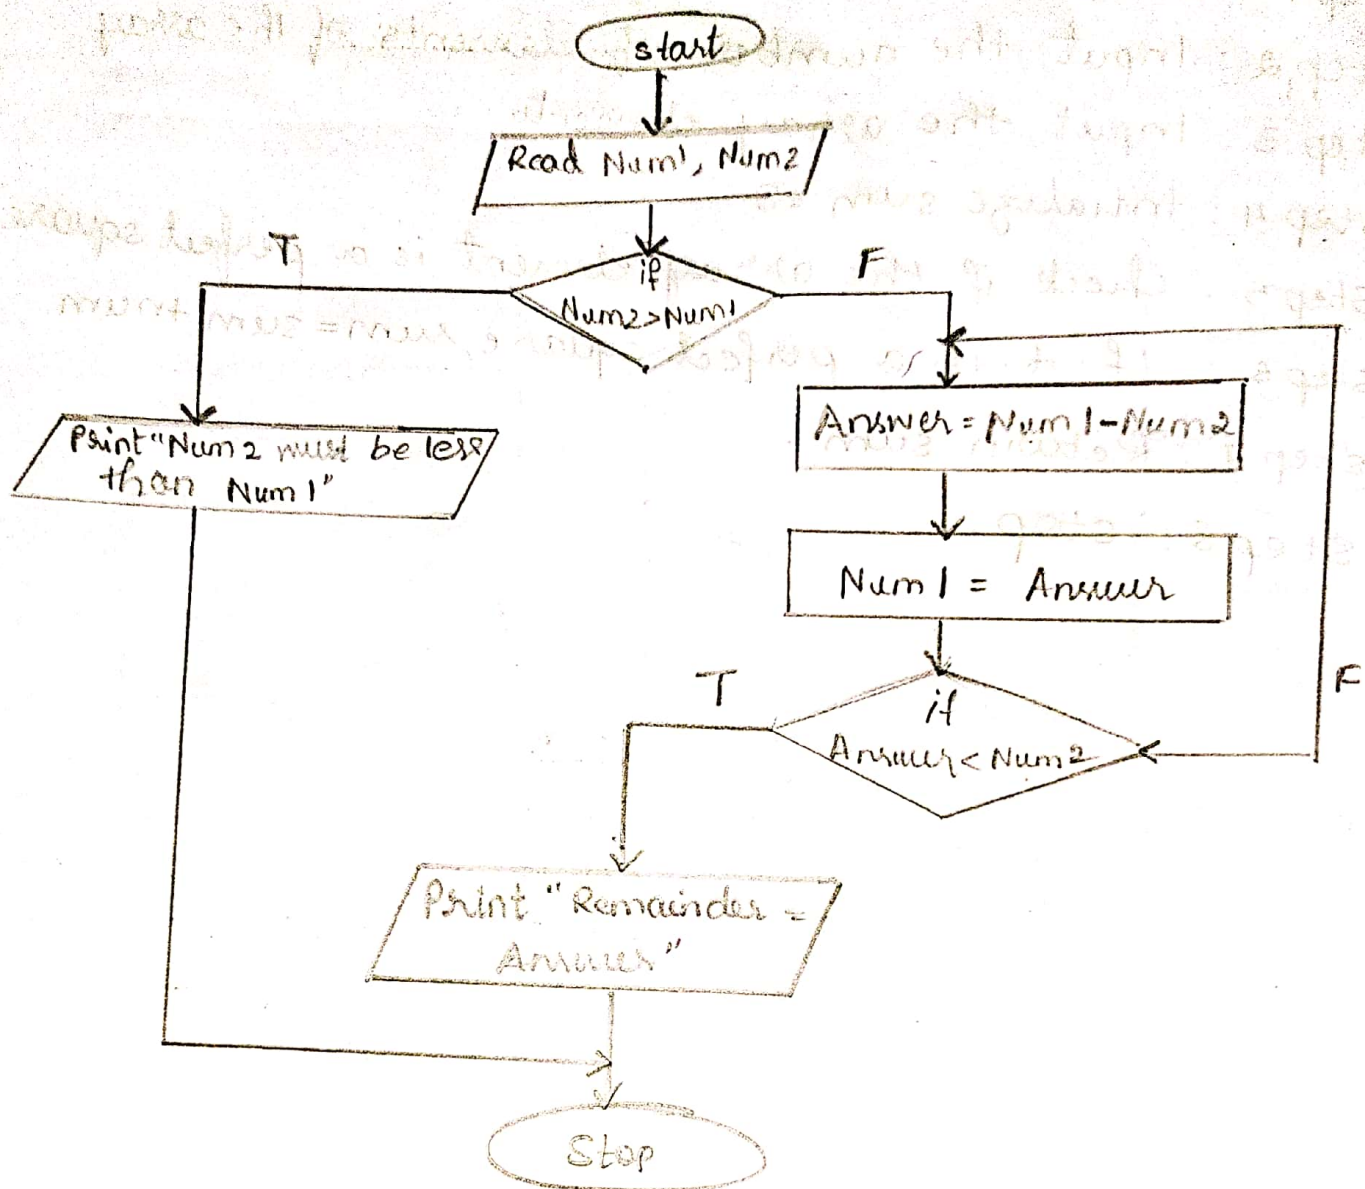 start
Read Num1, Num2
T
F
if
Num2>Num1
Print "Num2 must be less
than Num1"
Answer = Num1-Num2
Num1 = Answer
T
F
if
Answer<Num2
Print "Remainder =
Answer"
Stop